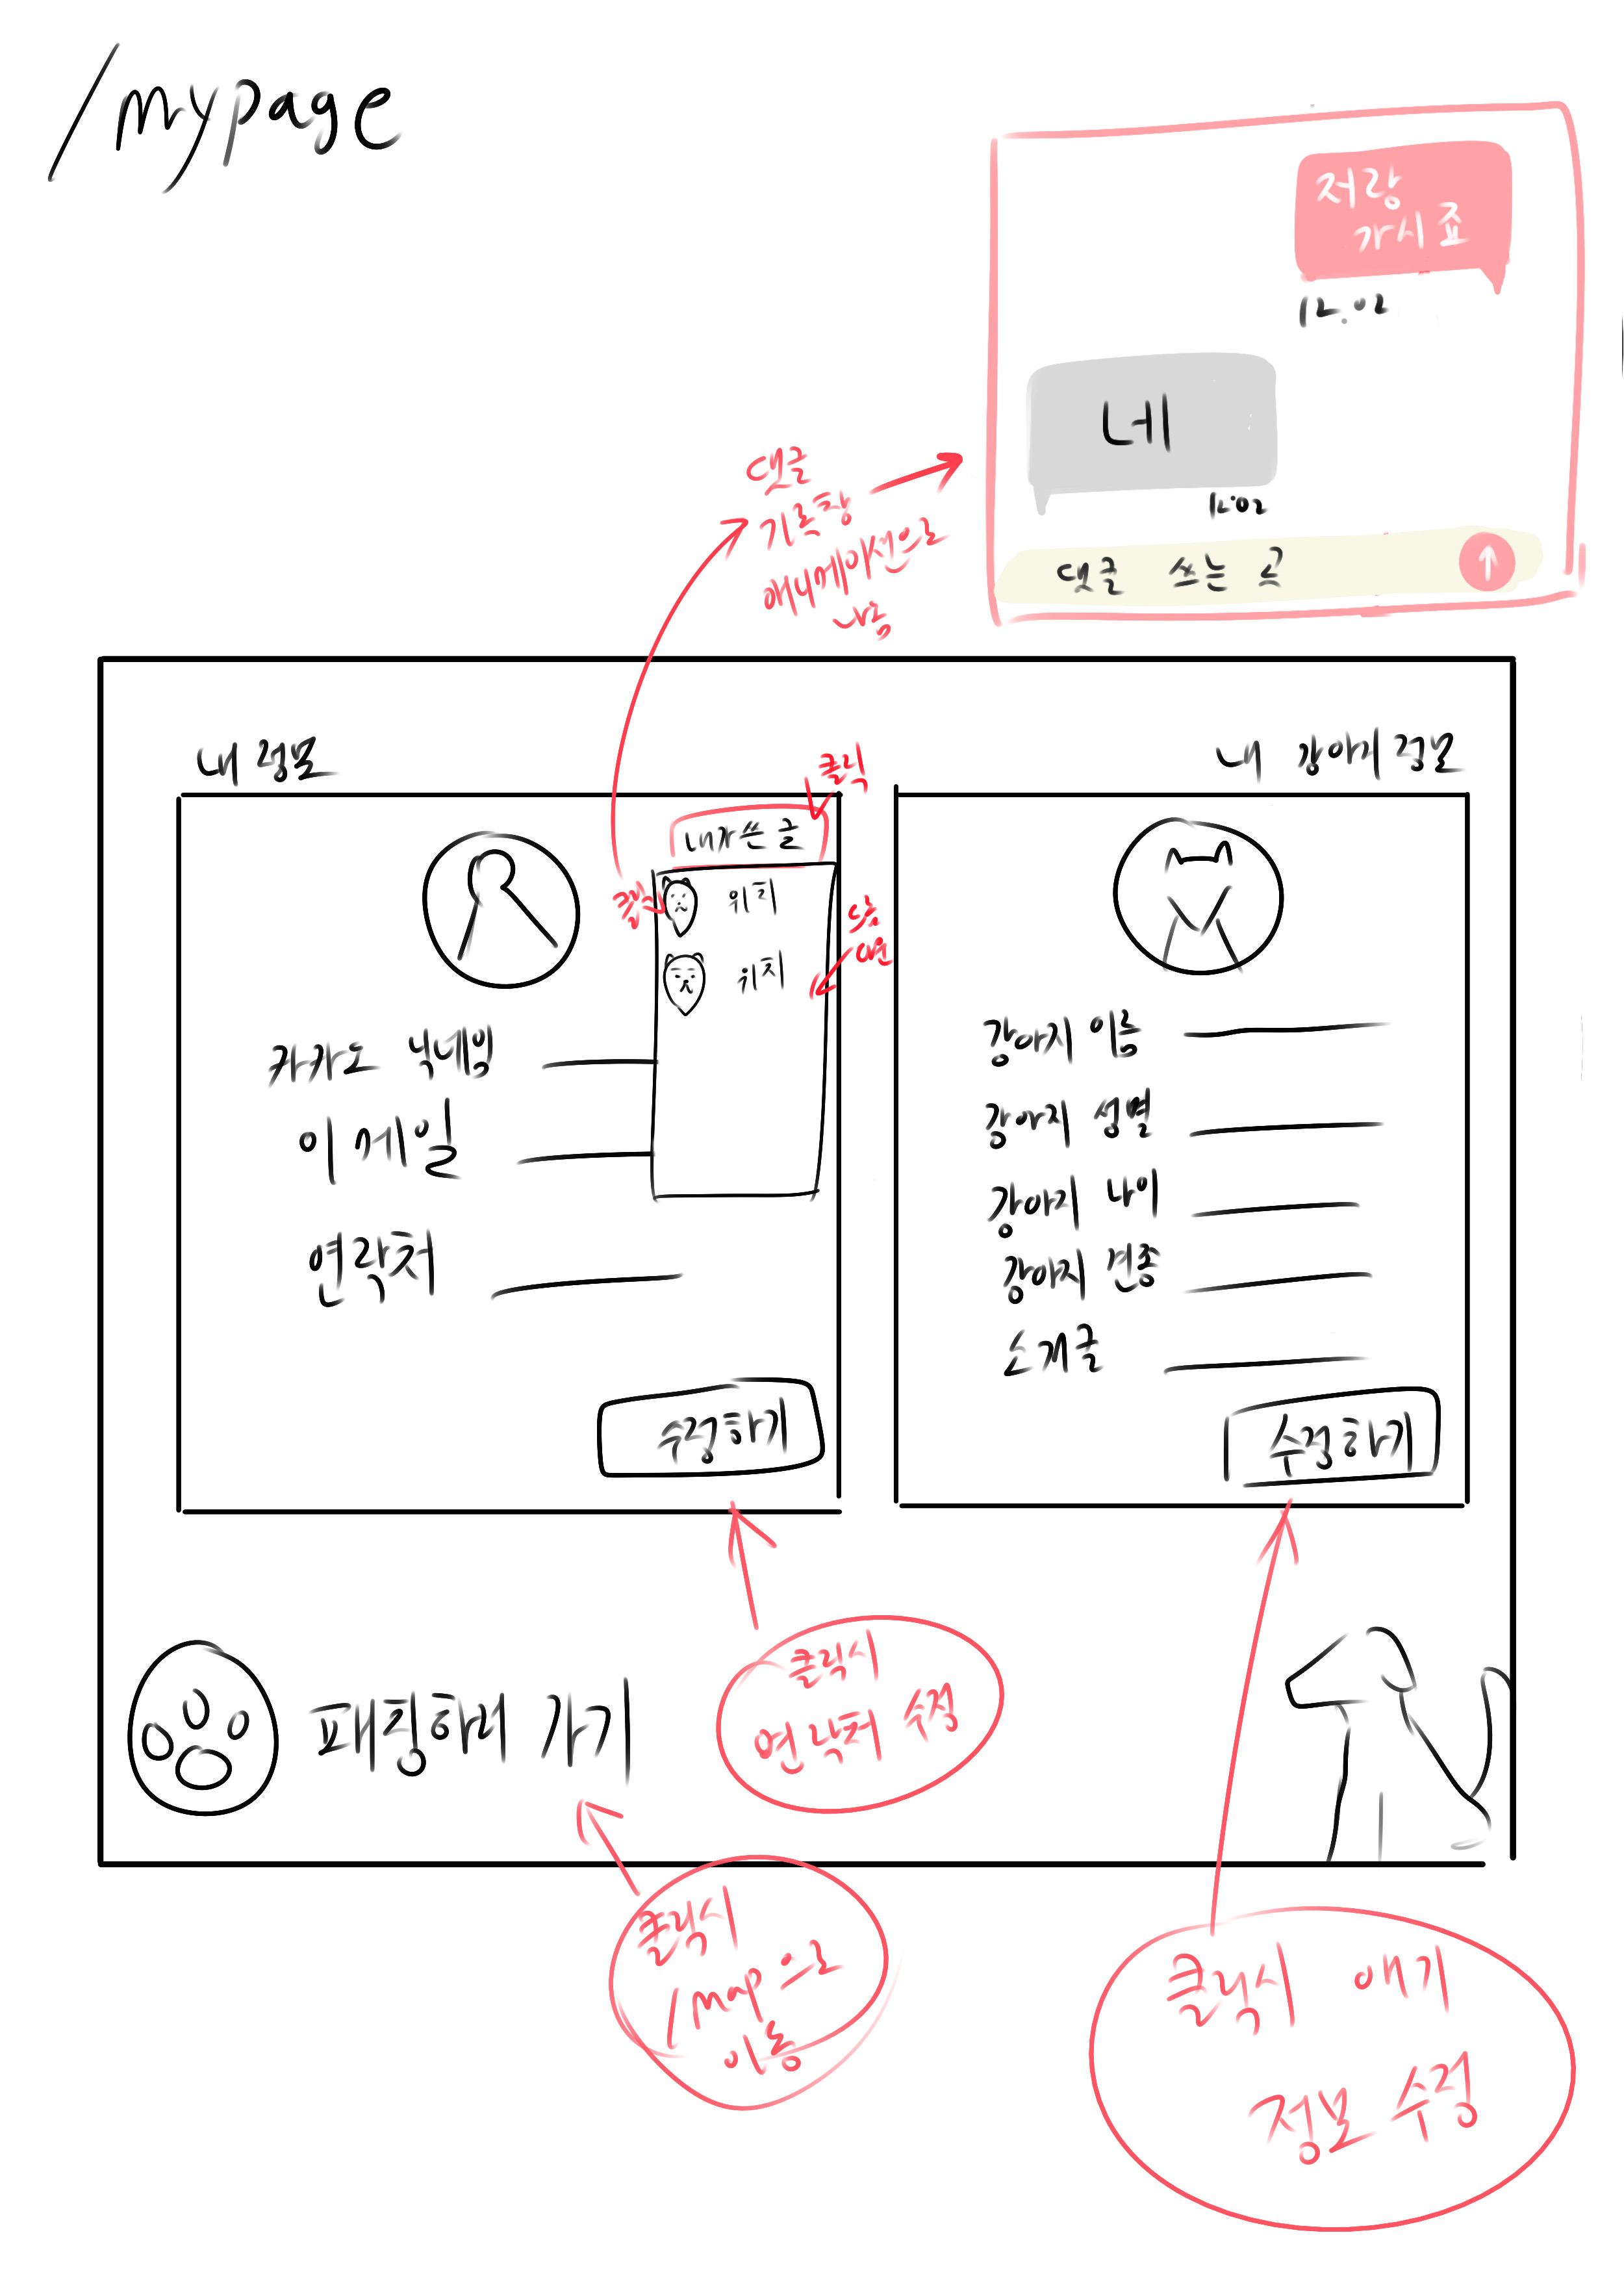 /mypage
저랑
가시죠
12:02
네
12:02
댓글 쓰는 곳
댓글
기록창
애니메이션으로
나옴
내 정보
내 강아지 정보
클릭
내가 쓴 글
클릭
위치
위치
카카오 닉네임
이메일
연락처
수정하기
강아지 이름
강아지 성별
강아지 나이
강아지 견종
소개글
수정하기
패킹하러 가기
클릭시
연락처 수정
클릭시
/map으로
이동
클릭시 애기
정보 수정